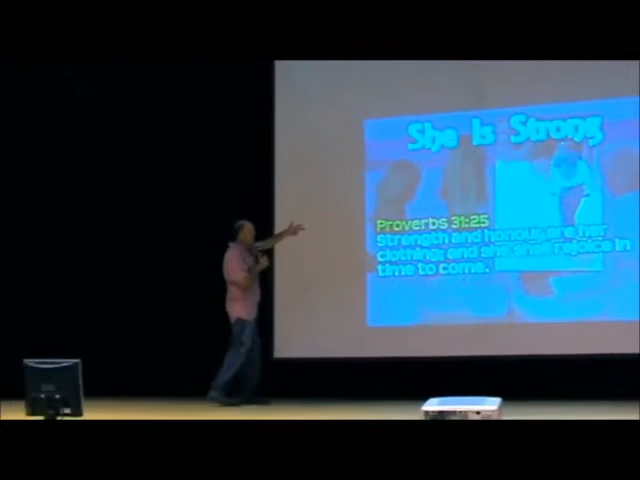 She is Strong
Proverbs 31:25
Strength and honour are her
clothing; and she shall rejoice in
time to come.